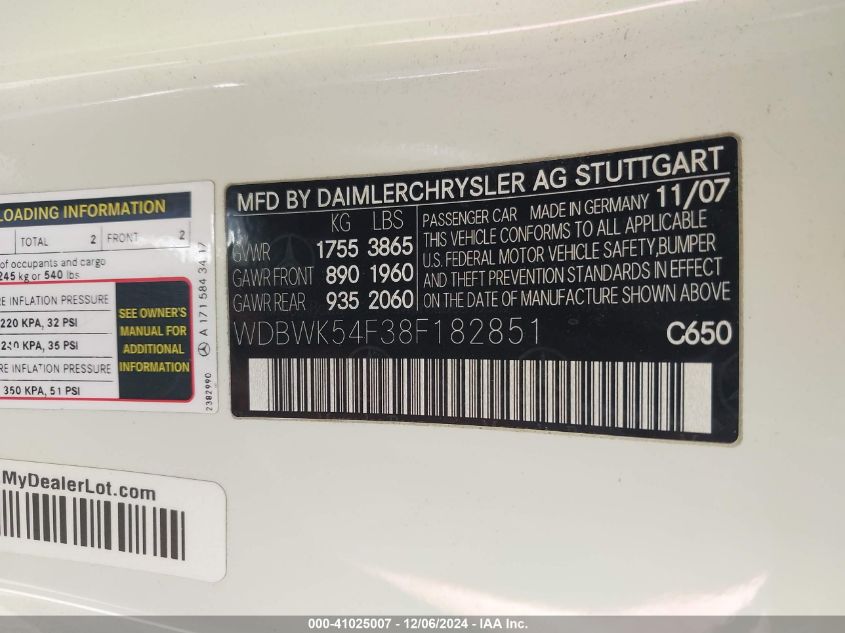 LOADING INFORMATION
TOTAL 2 FRONT 2
of occupants and cargo
245 kg or 540 lbs
RE INFLATION PRESSURE
220 KPA, 32 PSI
KPA, 35 PSI
RE INFLATION PRESSURE
350 KPA, 51 PSI
SEE OWNER'S
MANUAL FOR
ADDITIONAL
INFORMATION
A 171 584 34 17
2382990
MFD BY DAIMLERCHRYSLER AG STUTTGART
KG LBS
GVWR 1755 3865
GAWR FRONT 890 1960
GAWR REAR 935 2060
PASSENGER CAR MADE IN GERMANY 11/07
THIS VEHICLE CONFORMS TO ALL APPLICABLE
U.S. FEDERAL MOTOR VEHICLE SAFETY, BUMPER
AND THEFT PREVENTION STANDARDS IN EFFECT
ON THE DATE OF MANUFACTURE SHOWN ABOVE
WDBWK54F38F182851
C650
MyDealerLot.com
000-41025007 - 12/06/2024 - IAA Inc.